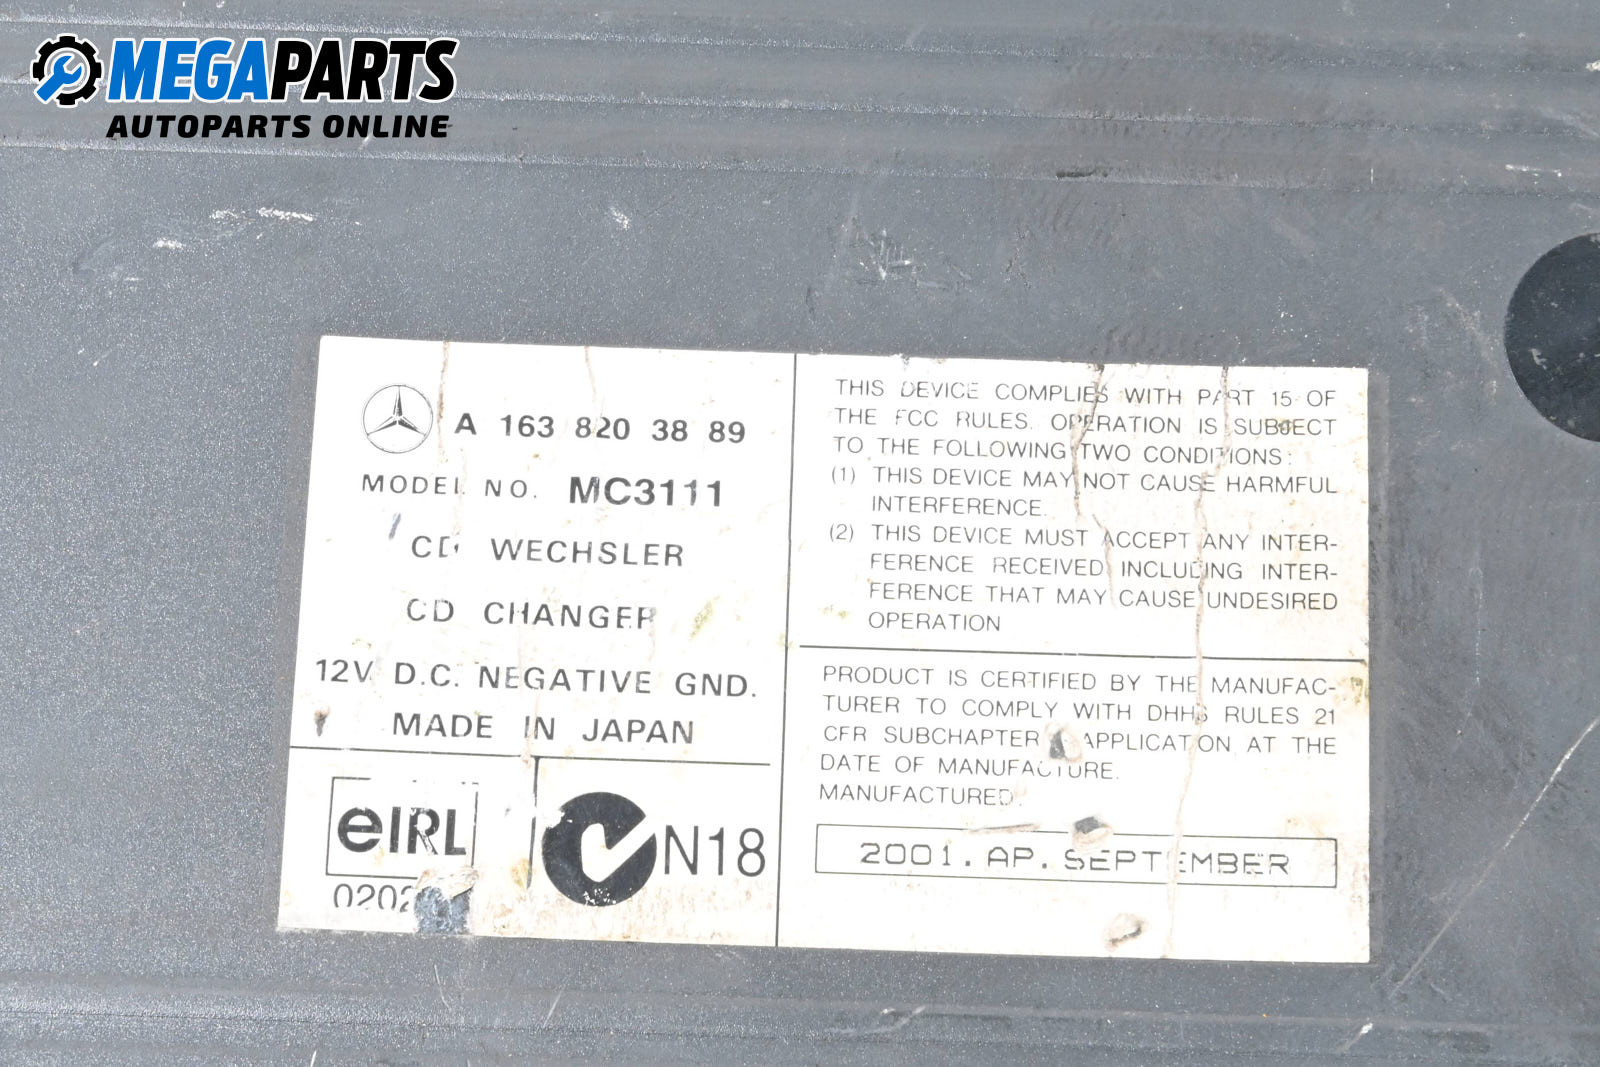 MEGAPARTS
AUTOPARTS ONLINE
A 163 820 38 89
MODEL NO. MC3111
CD WECHSLER
CD CHANGER
12V D.C. NEGATIVE GND.
MADE IN JAPAN
eIRL
N18
THIS DEVICE COMPLIES WITH PART 15 OF
THE FCC RULES. OPERATION IS SUBJECT
TO THE FOLLOWING TWO CONDITIONS:
(1) THIS DEVICE MAY NOT CAUSE HARMFUL
INTERFERENCE.
(2) THIS DEVICE MUST ACCEPT ANY INTER-
FERENCE RECEIVED INCLUDING INTER-
FERENCE THAT MAY CAUSE UNDESIRED
OPERATION
PRODUCT IS CERTIFIED BY THE MANUFAC-
TURER TO COMPLY WITH DHHS RULES 21
CFR SUBCHAPTER APPLICATION AT THE
DATE OF MANUFACTURE.
MANUFACTURED:
2001. AP. SEPTEMBER